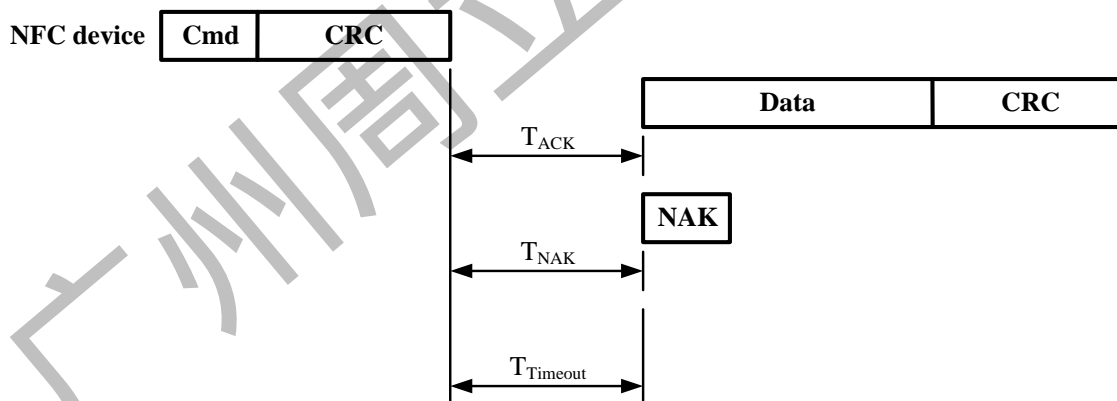 NFC device Cmd CRC
Data CRC
TACK
NAK
TNAK
TTimeout
广州周立